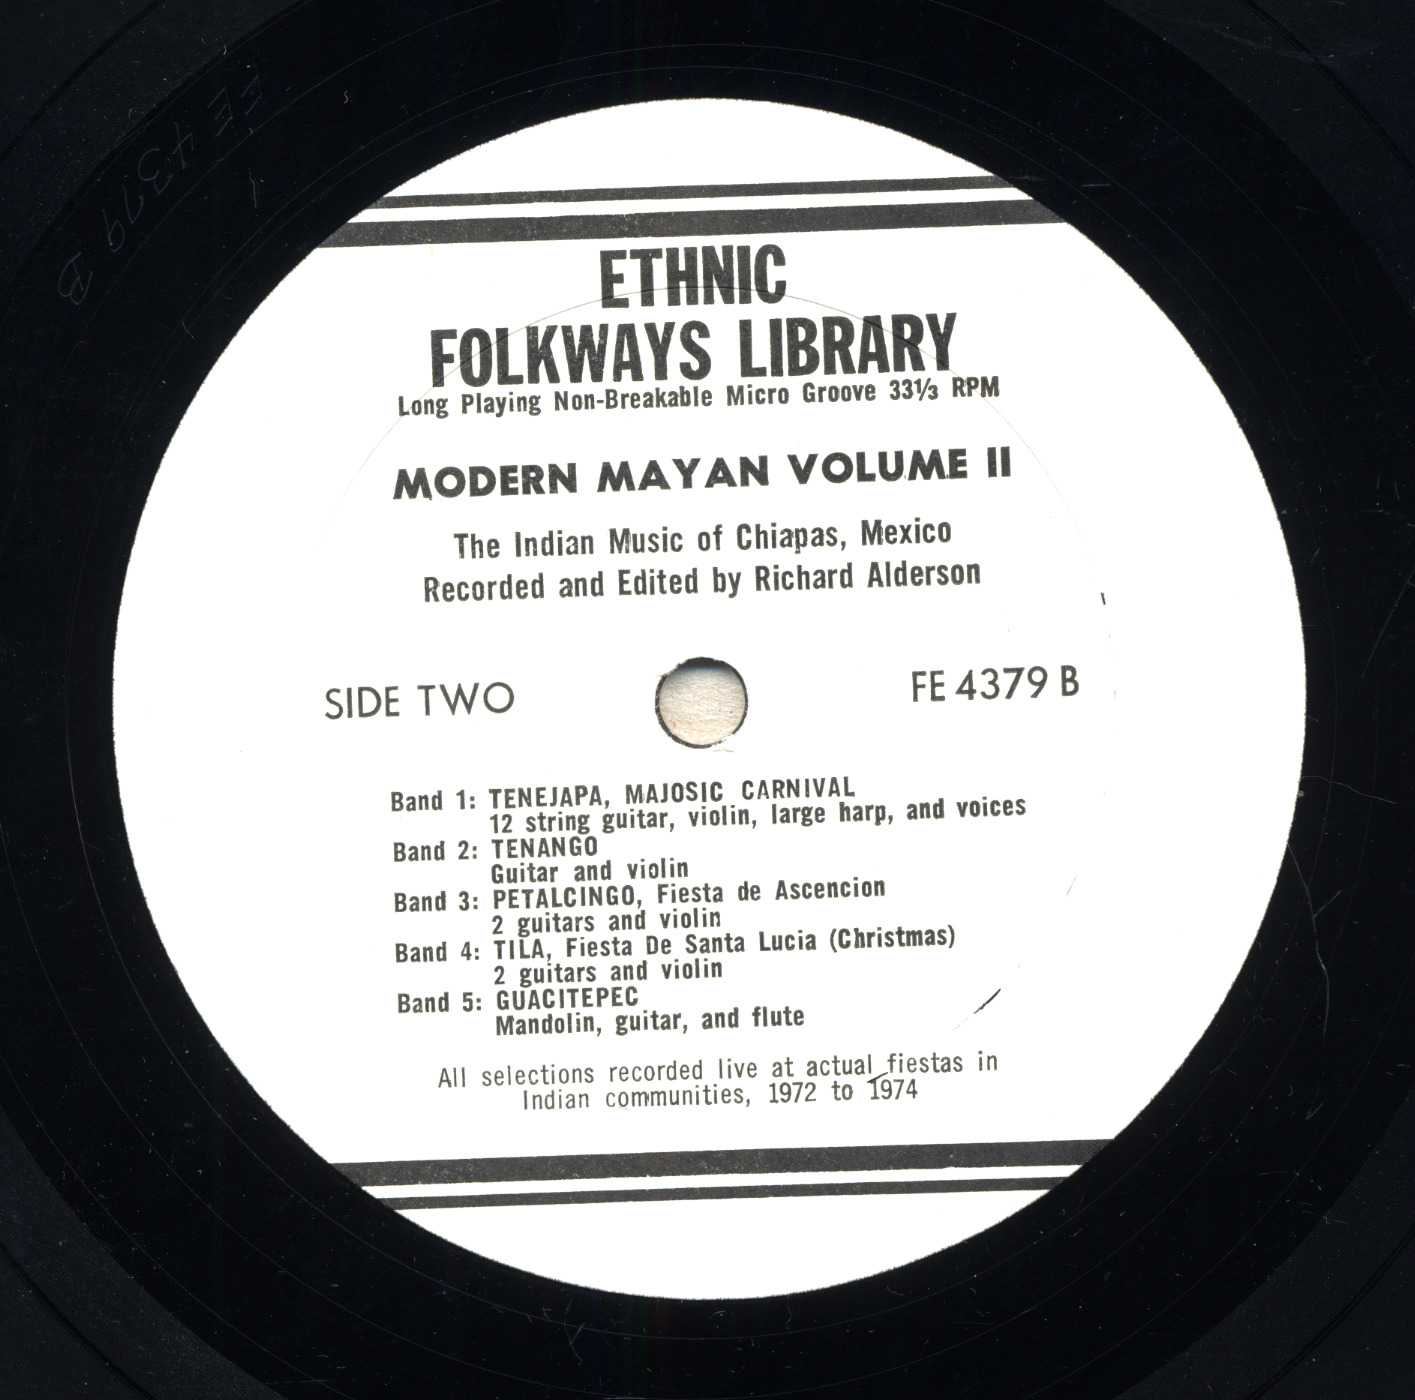 ETHNIC
FOLKWAYS LIBRARY
Long Playing Non-Breakable Micro Groove 33⅓ RPM
MODERN MAYAN VOLUME II
The Indian Music of Chiapas, Mexico
Recorded and Edited by Richard Alderson
SIDE TWO
FE 4379 B
Band 1: TENEJAPA, MAJOSIC CARNIVAL
12 string guitar, violin, large harp, and voices
Band 2: TENANGO
Guitar and violin
Band 3: PETALCINGO, Fiesta de Ascencion
2 guitars and violin
Band 4: TILA, Fiesta De Santa Lucia (Christmas)
2 guitars and violin
Band 5: GUACITEPEC
Mandolin, guitar, and flute
All selections recorded live at actual fiestas in
Indian communities, 1972 to 1974
FE 4379 B